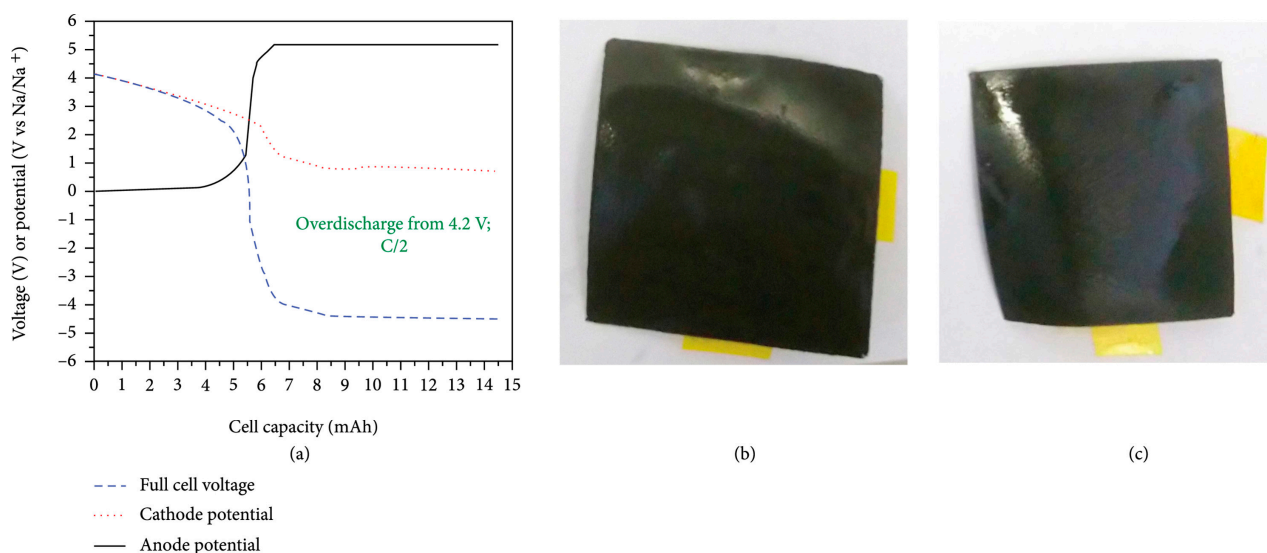 Voltage (V) or potential (V vs Na/Na+)
6
5
4
3
2
1
0
–1
–2
–3
–4
–5
–6
Overdischarge from 4.2 V;
C/2
0 1 2 3 4 5 6 7 8 9 10 11 12 13 14 15
Cell capacity (mAh)
(a)
(b)
(c)
Full cell voltage
Cathode potential
Anode potential